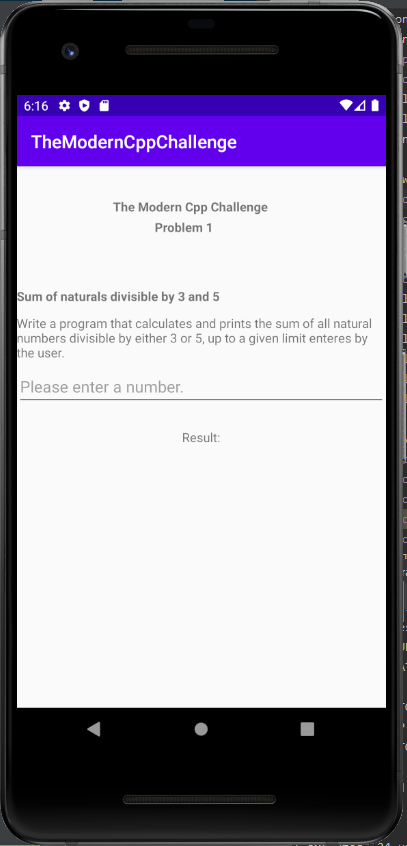 6:16
TheModernCppChallenge
The Modern Cpp Challenge
Problem 1
Sum of naturals divisible by 3 and 5
Write a program that calculates and prints the sum of all natural
numbers divisible by either 3 or 5, up to a given limit enteres by
the user.
Please enter a number.
Result: